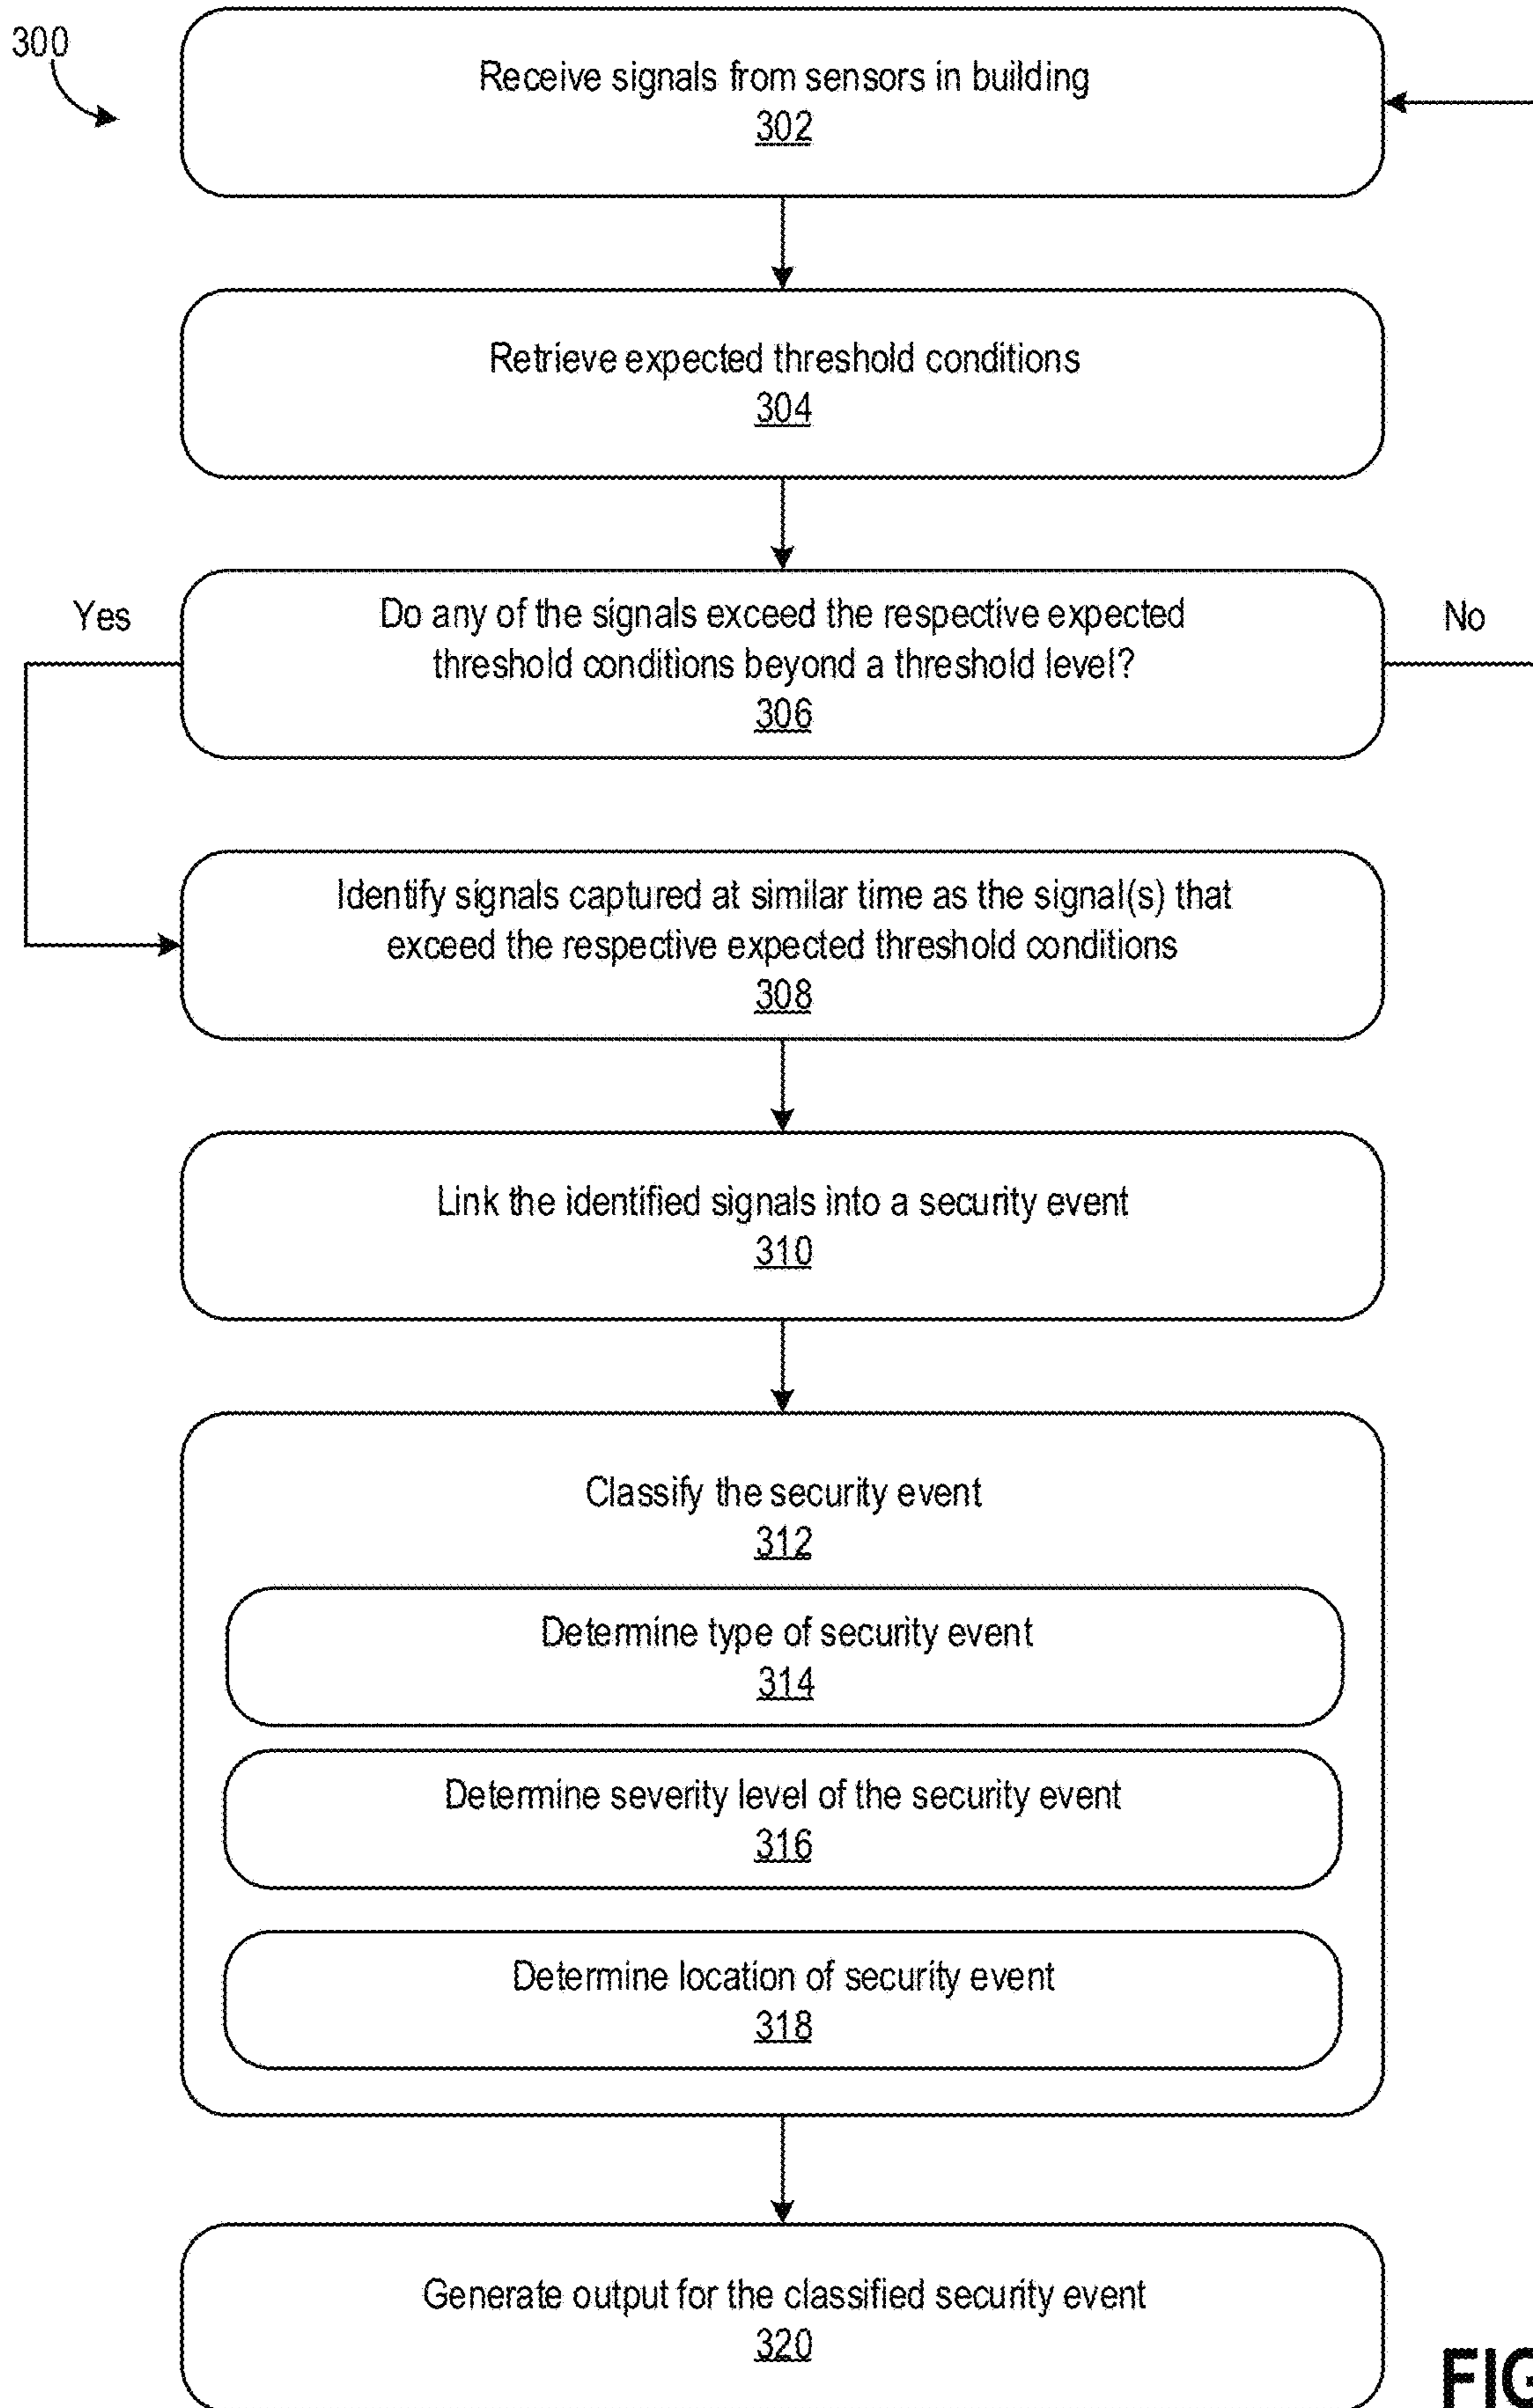 300
Receive signals from sensors in building
302
Retrieve expected threshold conditions
304
Yes
Do any of the signals exceed the respective expected
threshold conditions beyond a threshold level?
306
No
Identify signals captured at similar time as the signal(s) that
exceed the respective expected threshold conditions
308
Link the identified signals into a security event
310
Classify the security event
312
Determine type of security event
314
Determine severity level of the security event
316
Determine location of security event
318
Generate output for the classified security event
320
FIG